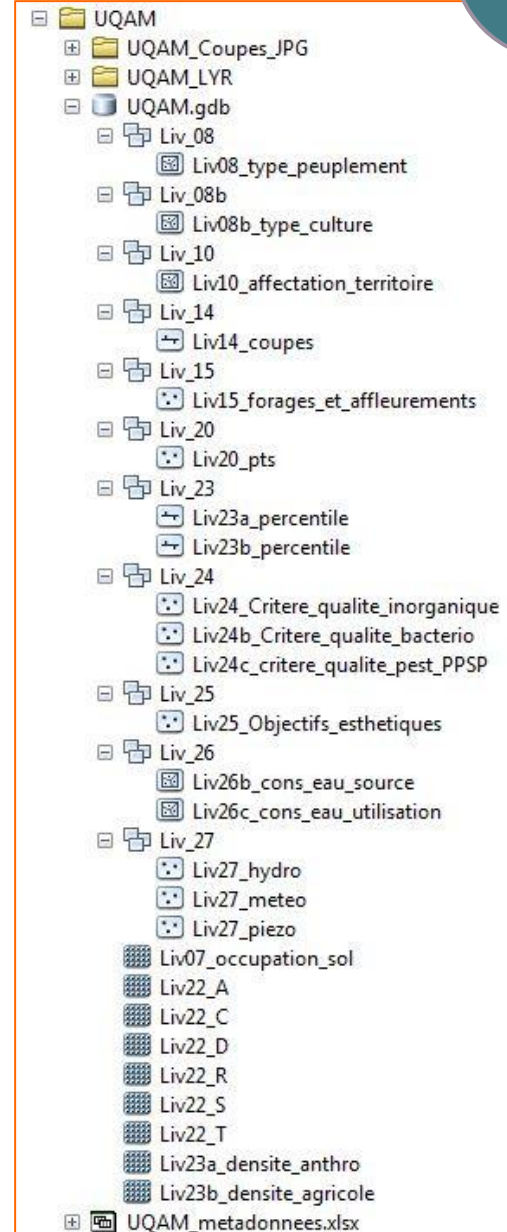 UQAM
UQAM_Coupes_JPG
UQAM_LYR
UQAM.gdb
Liv_08
Liv08_type_peuplement
Liv_08b
Liv08b_type_culture
Liv_10
Liv10_affectation_territoire
Liv_14
Liv14_coupes
Liv_15
Liv15_forages_et_affleurements
Liv_20
Liv20_pts
Liv_23
Liv23a_percentile
Liv23b_percentile
Liv_24
Liv24_Critere_qualite_inorganique
Liv24b_Critere_qualite_bacterio
Liv24c_critere_qualite_pest_PPSP
Liv_25
Liv25_Objectifs_esthetiques
Liv_26
Liv26b_cons_eau_source
Liv26c_cons_eau_utilisation
Liv_27
Liv27_hydro
Liv27_meteo
Liv27_piezo
Liv07_occupation_sol
Liv22_A
Liv22_C
Liv22_D
Liv22_R
Liv22_S
Liv22_T
Liv23a_densite_anthro
Liv23b_densite_agricole
UQAM_metadonnees.xlsx